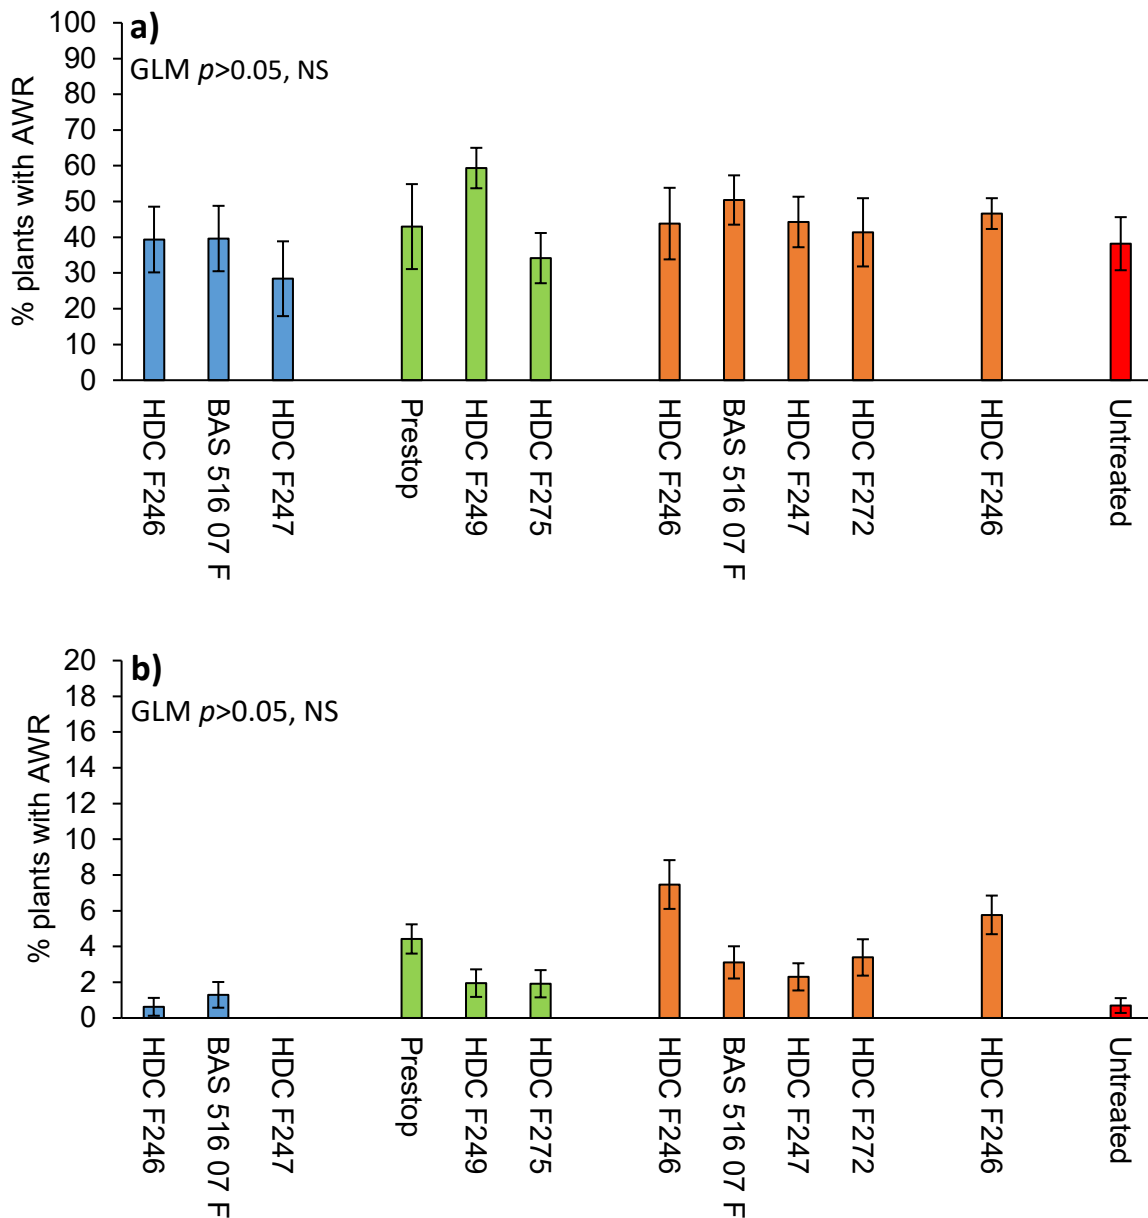 a)
GLM p>0.05, NS
% plants with AWR
100
90
80
70
60
50
40
30
20
10
0
HDC F246
BAS 516 07 F
HDC F247
Prestop
HDC F249
HDC F275
HDC F246
BAS 516 07 F
HDC F247
HDC F272
HDC F246
Untreated
b)
GLM p>0.05, NS
% plants with AWR
20
18
16
14
12
10
8
6
4
2
0
HDC F246
BAS 516 07 F
HDC F247
Prestop
HDC F249
HDC F275
HDC F246
BAS 516 07 F
HDC F247
HDC F272
HDC F246
Untreated